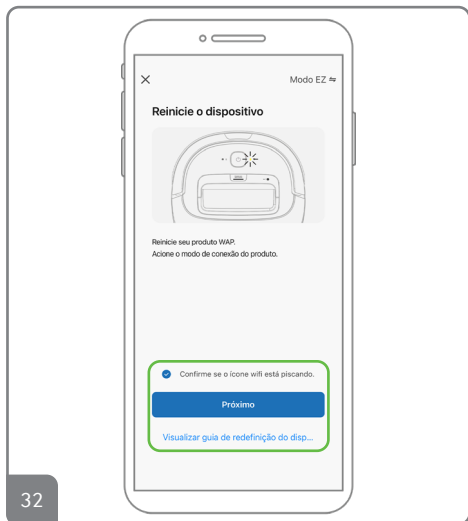 Modo EZ ⇋
Reinicie o dispositivo
Reinicie seu produto WAP.
Acione o modo de conexão do produto.
Confirme se o ícone wifi está piscando.
Próximo
Visualizar guia de redefinição do disp...
32